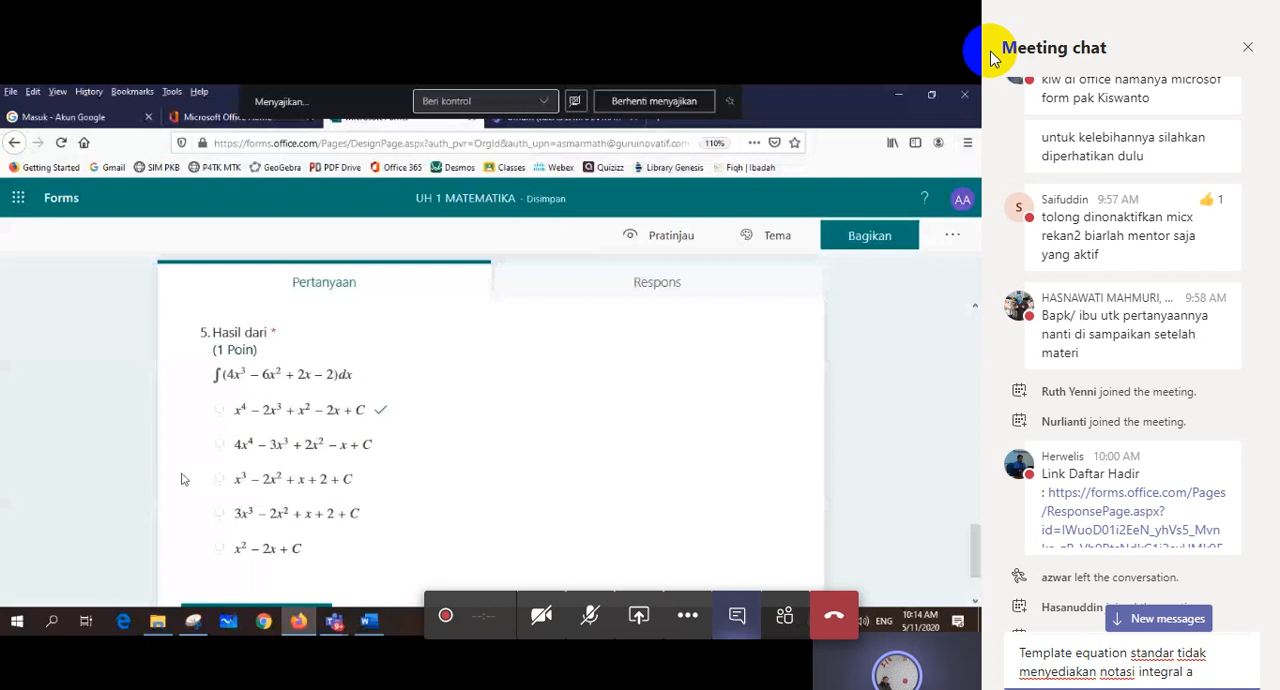 File Edit View History Bookmarks Tools Help
Menyajikan...
Beri kontrol
Berhenti menyajikan
Masuk - Akun Google
Microsoft Office Home
https://forms.office.com/Pages/DesignPage.aspx?auth_pvr=OrgId&auth_upn=asmarmath@guruinovatif.com
110%
Getting Started Gmail SIM PKB P4TK MTK GeoGebra PDF Drive Office 365 Desmos Classes Webex Quizizz Library Genesis Fiqh | Ibadah
Forms
UH 1 MATEMATIKA - Disimpan
? AA
Pratinjau
Tema
Bagikan
...
Pertanyaan
Respons
5. Hasil dari *
(1 Poin)
∫(4x³ − 6x² + 2x − 2)dx
x⁴ − 2x³ + x² − 2x + C
4x⁴ − 3x³ + 2x² − x + C
x³ − 2x² + x + 2 + C
3x³ − 2x² + x + 2 + C
x² − 2x + C
--:--
ENG
10:14 AM
5/11/2020
Meeting chat
kiw di office namanya microsof
form pak Kiswanto
untuk kelebihannya silahkan
diperhatikan dulu
S
Saifuddin 9:57 AM
1
tolong dinonaktifkan micx
rekan2 biarlah mentor saja
yang aktif
HASNAWATI MAHMURI, ... 9:58 AM
Bapk/ ibu utk pertanyaannya
nanti di sampaikan setelah
materi
Ruth Yenni joined the meeting.
Nurlianti joined the meeting.
Herwelis 10:00 AM
Link Daftar Hadir
: https://forms.office.com/Pages
/ResponsePage.aspx?
id=IWuoD01i2EeN_yhVs5_Mvn
azwar left the conversation.
Hasanuddin
New messages
Template equation standar tidak
menyediakan notasi integral a